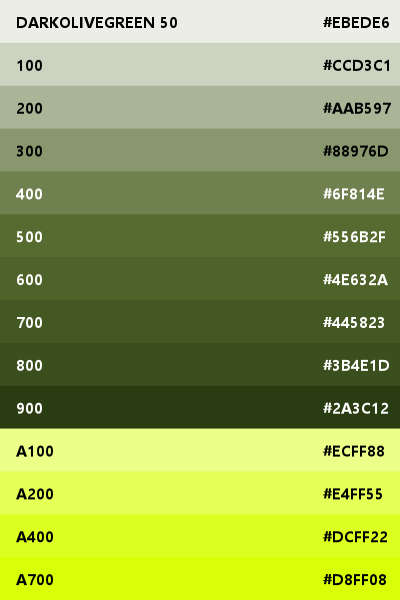 DARKOLIVEGREEN 50 #EBEDE6
100 #CCD3C1
200 #AAB597
300 #88976D
400 #6F814E
500 #556B2F
600 #4E632A
700 #445823
800 #3B4E1D
900 #2A3C12
A100 #ECFF88
A200 #E4FF55
A400 #DCFF22
A700 #D8FF08